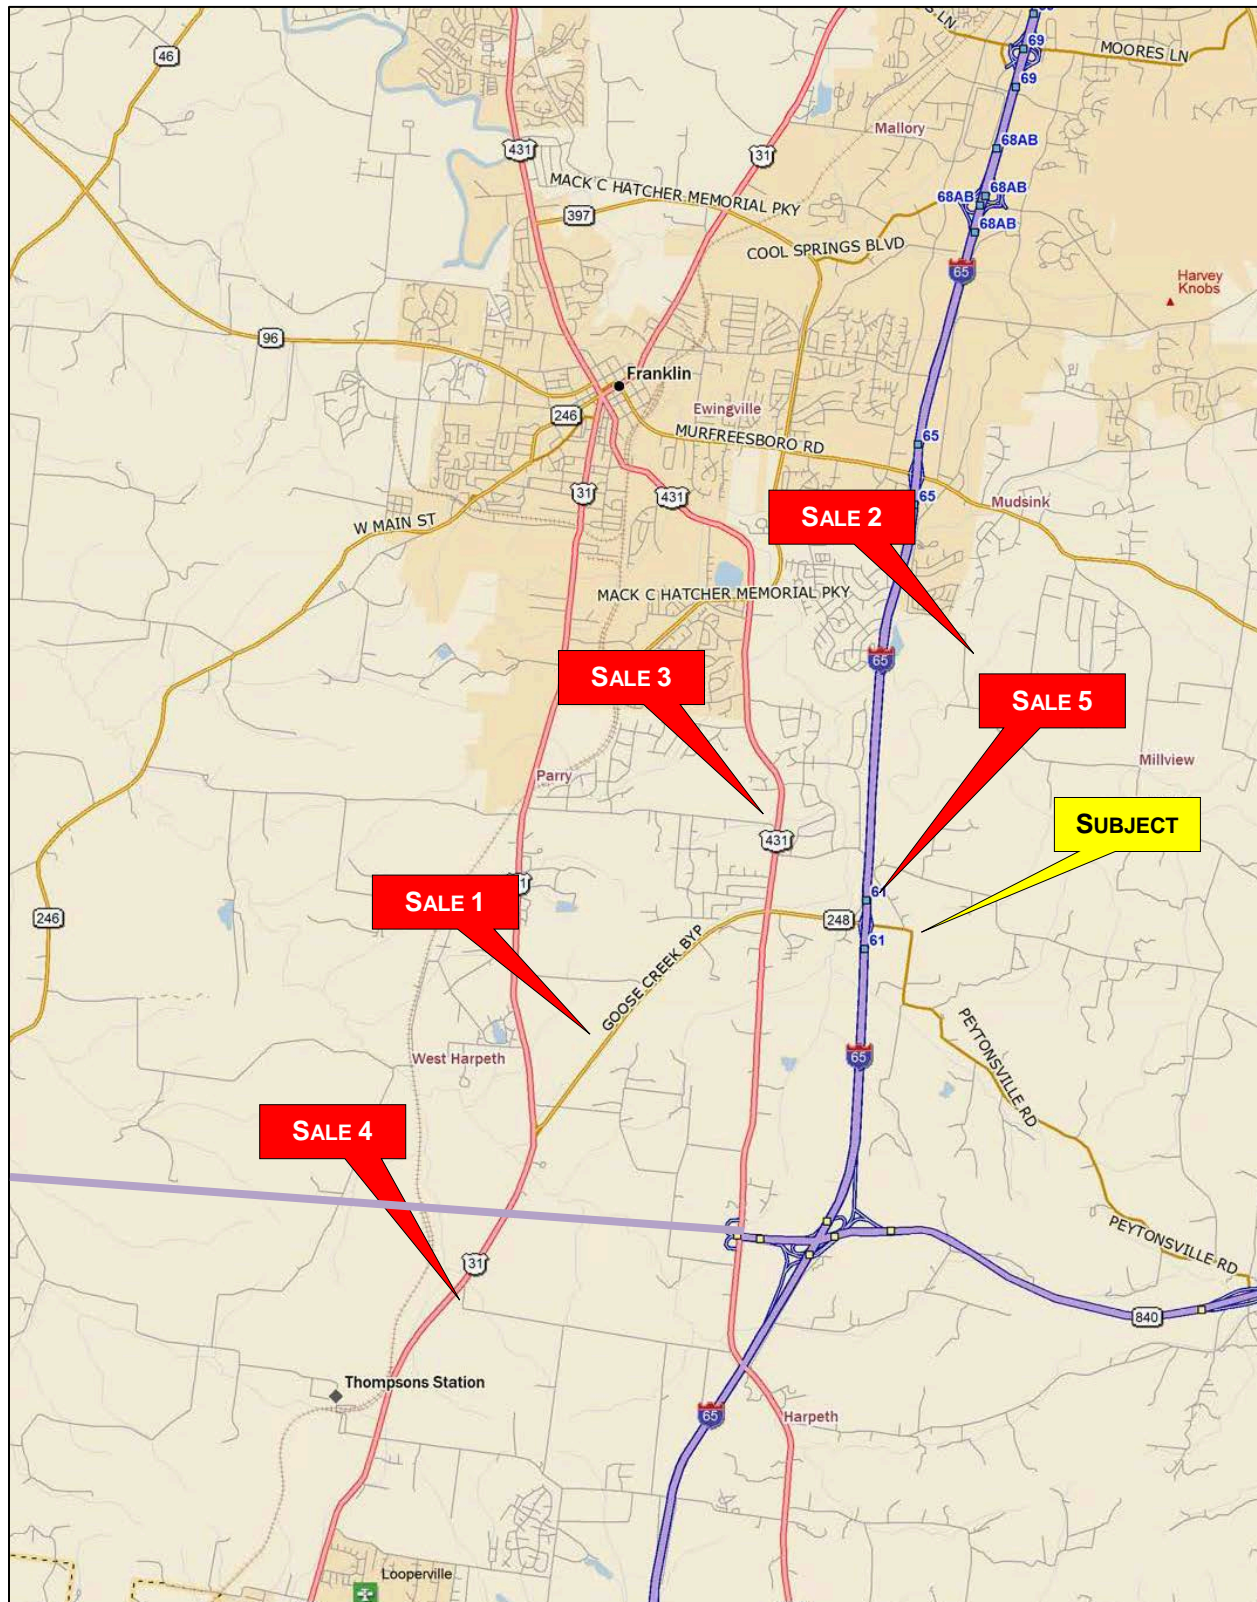 S LN
69
69
MOORES LN
46
431
31
Mallory
68AB
MACK C HATCHER MEMORIAL PKY
68AB
68AB
397
68AB
COOL SPRINGS BLVD
65
Harvey
Knobs
96
Franklin
246
Ewingville
MURFREESBORO RD
65
31
431
65
Mudsink
SALE 2
W MAIN ST
MACK C HATCHER MEMORIAL PKY
65
SALE 3
SALE 5
Parry
Millview
SUBJECT
431
SALE 1
61
246
248
61
GOOSE CREEK BYP
PEYTONSVILLE RD
West Harpeth
65
SALE 4
PEYTONSVILLE RD
31
840
Thompsons Station
65
Harpeth
Looperville